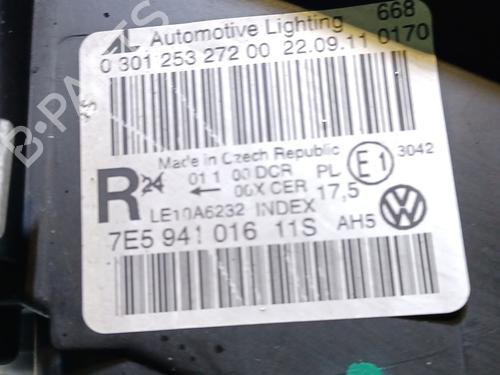 AL Automotive Lighting 668
0 301 253 272 00 22.09.11 0170
Made in Czech Republic
R 24 01 1 00 DCR PL E1 3042
← 00X CER 17,5
LE10A6232 INDEX
7E5 941 016 11S AH5
B-PARTS